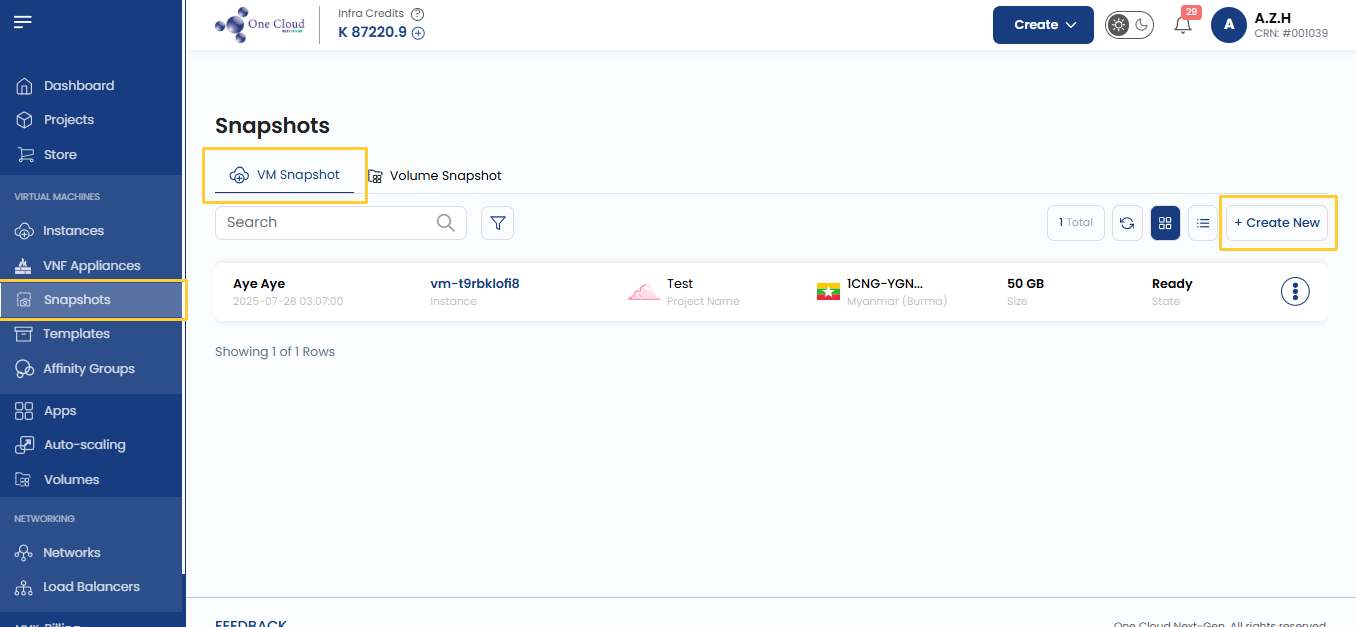 One Cloud
NEXT-GEN
Infra Credits
K 87220.9
Create
29
A
A.Z.H
CRN: #001039
Dashboard
Projects
Store
VIRTUAL MACHINES
Instances
VNF Appliances
Snapshots
Templates
Affinity Groups
Apps
Auto-scaling
Volumes
NETWORKING
Networks
Load Balancers
Snapshots
VM Snapshot
Volume Snapshot
Search
1 Total
+ Create New
Aye Aye
2025-07-28 03:07:00
vm-t9rbklofi8
Instance
Test
Project Name
1CNG-YGN...
Myanmar (Burma)
50 GB
Size
Ready
State
Showing 1 of 1 Rows
FEEDBACK
One Cloud Next-Gen. All rights reserved.